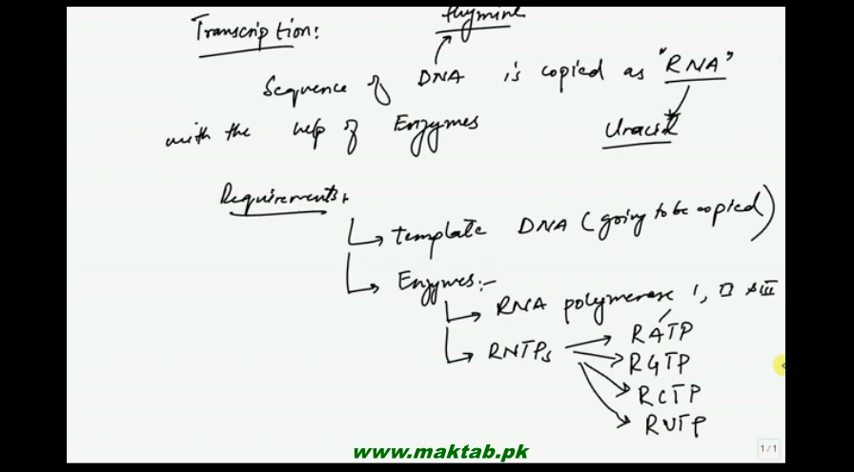 thymine
Transcription:
Sequence of DNA is copied as "RNA"
with the help of Enzymes
Uracil
Requirements:
template DNA (going to be copied)
Enzymes:-
RNA polymerase I, II & III
RNTPs
RATP
RGTP
RCTP
RUTP
www.maktab.pk
1/1